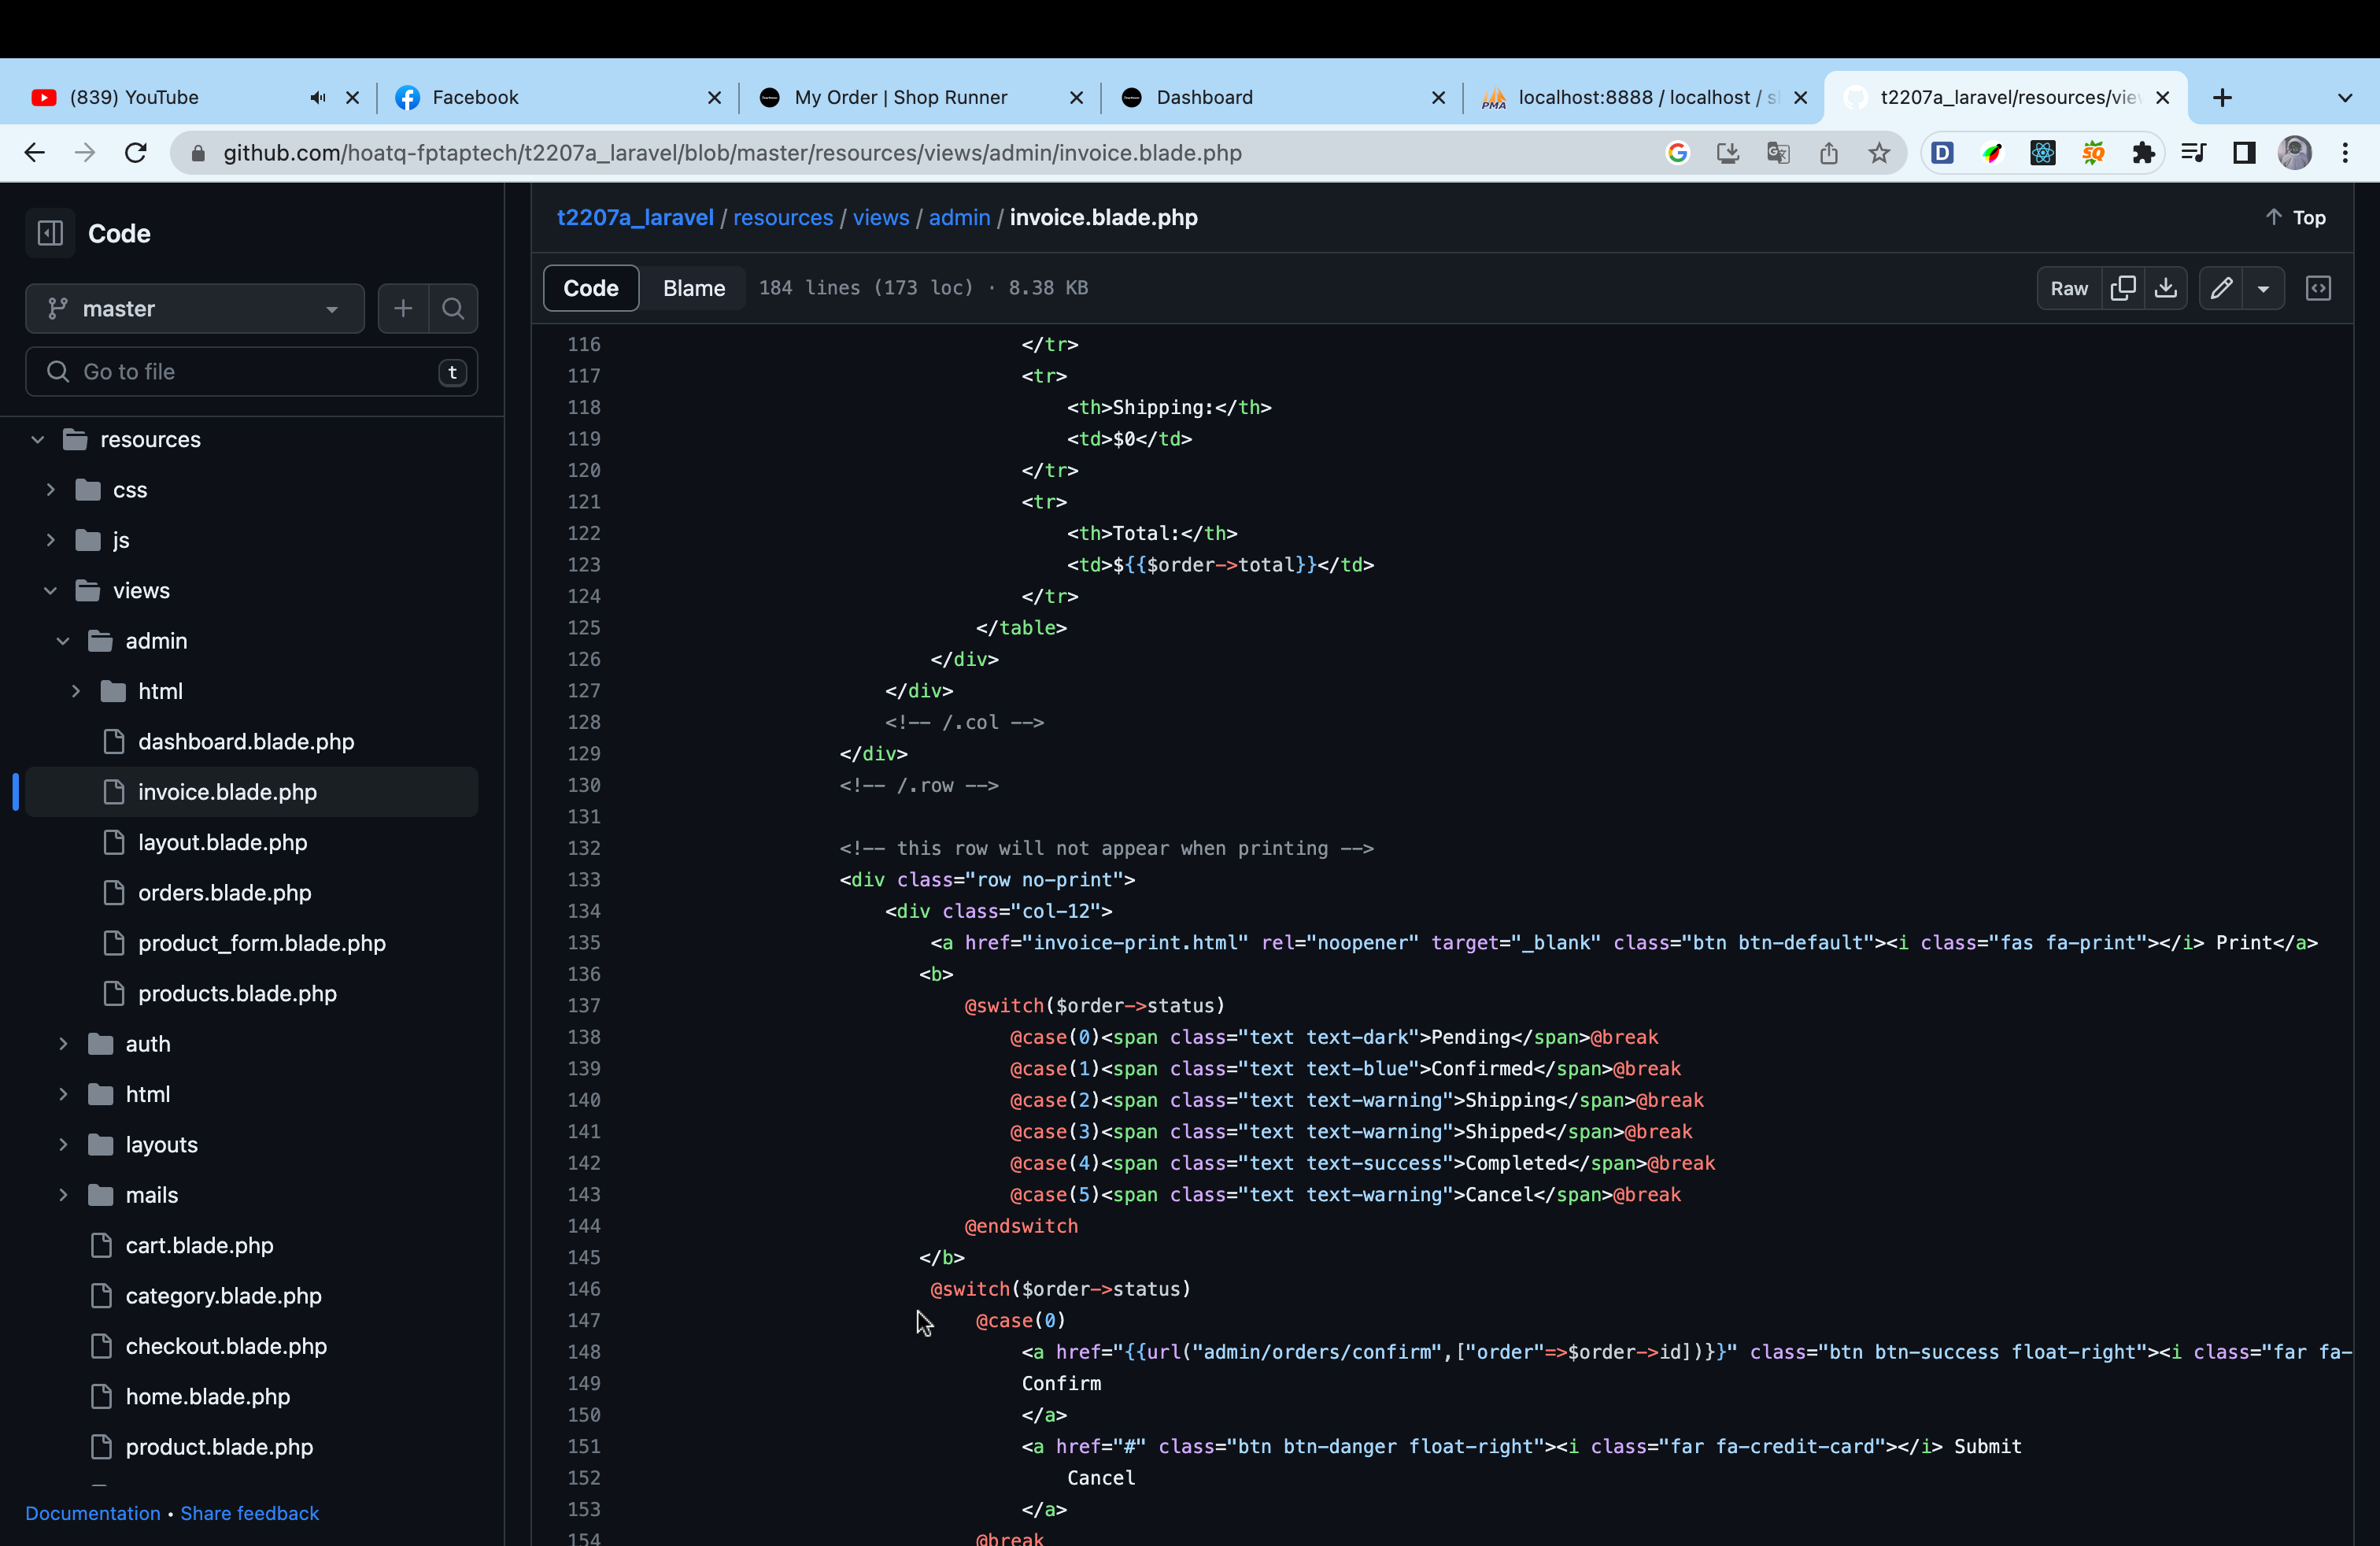 (839) YouTube
Facebook
My Order | Shop Runner
Dashboard
localhost:8888 / localhost / sl
t2207a_laravel/resources/view
github.com/hoatq-fptaptech/t2207a_laravel/blob/master/resources/views/admin/invoice.blade.php
Code
master
Go to file
t
resources
css
js
views
admin
html
dashboard.blade.php
invoice.blade.php
layout.blade.php
orders.blade.php
product_form.blade.php
products.blade.php
auth
html
layouts
mails
cart.blade.php
category.blade.php
checkout.blade.php
home.blade.php
product.blade.php
Documentation • Share feedback
t2207a_laravel / resources / views / admin / invoice.blade.php
Top
Code Blame 184 lines (173 loc) · 8.38 KB
Raw
116 </tr>
117 <tr>
118 <th>Shipping:</th>
119 <td>$0</td>
120 </tr>
121 <tr>
122 <th>Total:</th>
123 <td>${{$order->total}}</td>
124 </tr>
125 </table>
126 </div>
127 </div>
128 <!-- /.col -->
129 </div>
130 <!-- /.row -->
131
132 <!-- this row will not appear when printing -->
133 <div class="row no-print">
134 <div class="col-12">
135 <a href="invoice-print.html" rel="noopener" target="_blank" class="btn btn-default"><i class="fas fa-print"></i> Print</a>
136 <b>
137 @switch($order->status)
138 @case(0)<span class="text text-dark">Pending</span>@break
139 @case(1)<span class="text text-blue">Confirmed</span>@break
140 @case(2)<span class="text text-warning">Shipping</span>@break
141 @case(3)<span class="text text-warning">Shipped</span>@break
142 @case(4)<span class="text text-success">Completed</span>@break
143 @case(5)<span class="text text-warning">Cancel</span>@break
144 @endswitch
145 </b>
146 @switch($order->status)
147 @case(0)
148 <a href="{{url("admin/orders/confirm",["order"=>$order->id])}}" class="btn btn-success float-right"><i class="far fa-
149 Confirm
150 </a>
151 <a href="#" class="btn btn-danger float-right"><i class="far fa-credit-card"></i> Submit
152 Cancel
153 </a>
154 @break